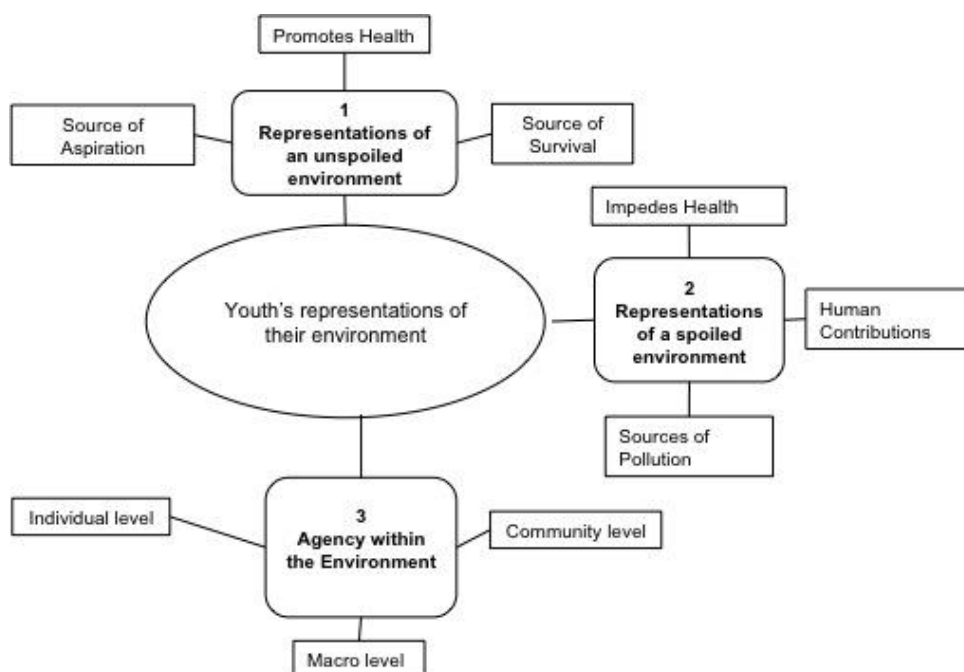 Promotes Health
Source of
Aspiration
1
Representations of
an unspoiled
environment
Source of
Survival
Impedes Health
Youth's representations of
their environment
2
Representations
of a spoiled
environment
Human
Contributions
Sources of
Pollution
Individual level
3
Agency within
the Environment
Community level
Macro level